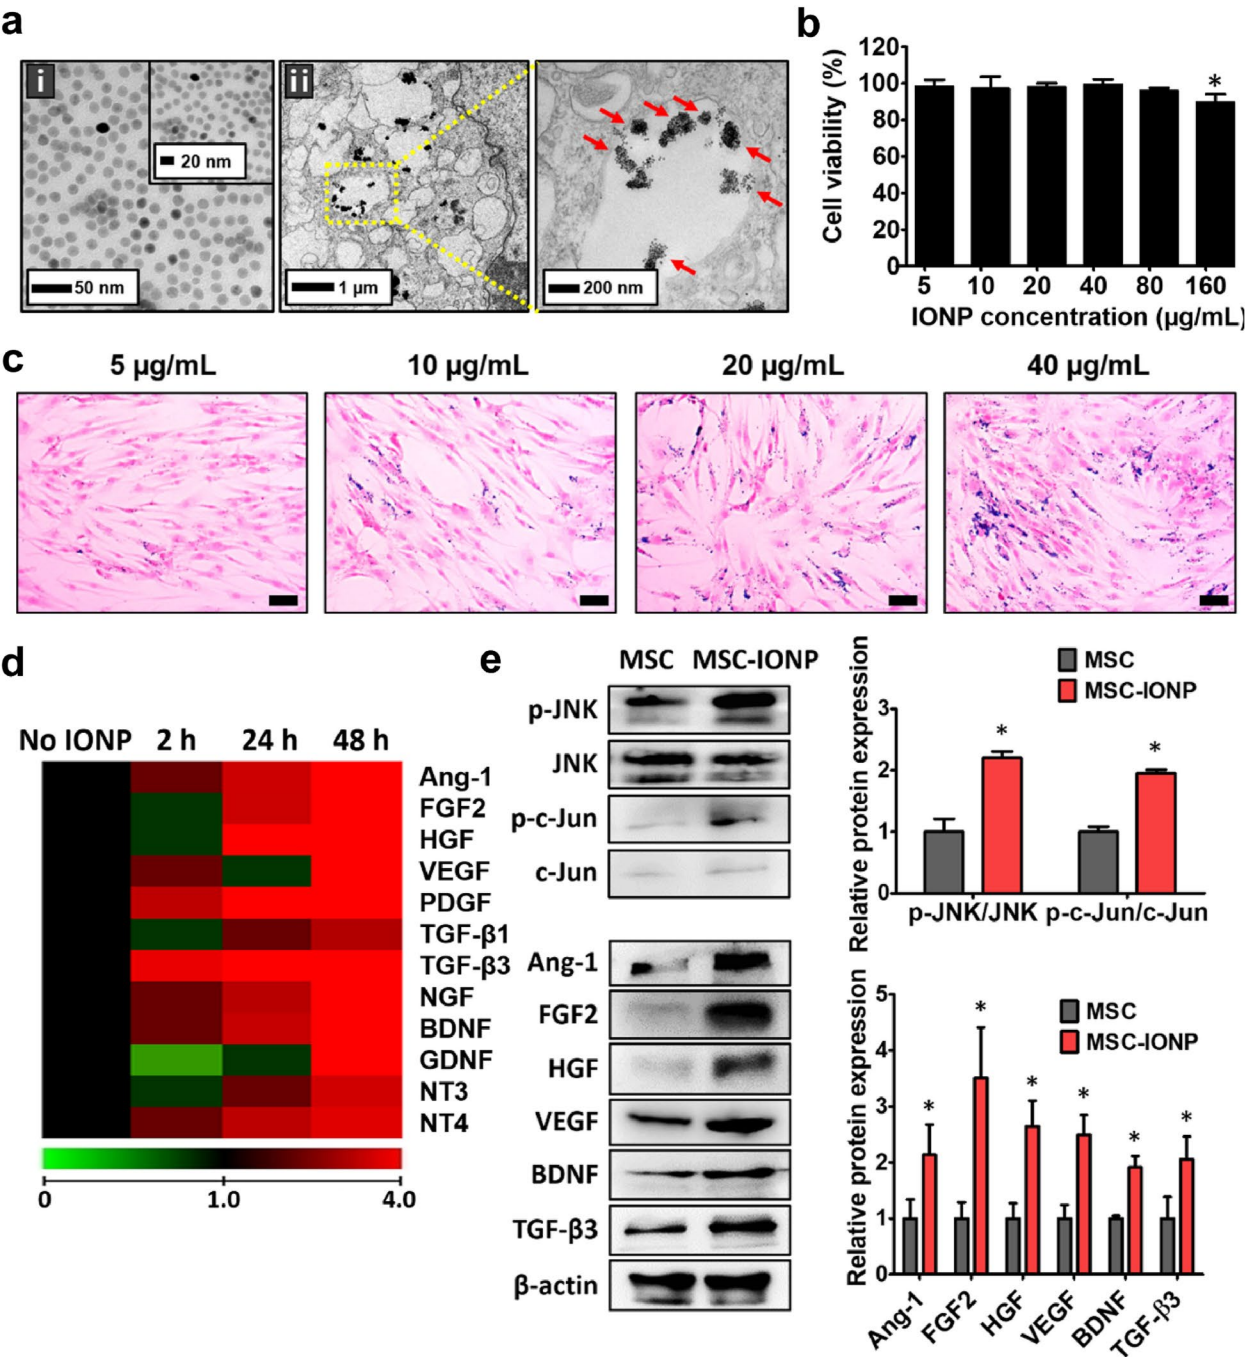 a
i
20 nm
50 nm
ii
1 µm
200 nm
b
Cell viability (%)
120
100
80
60
40
20
0
*
5 10 20 40 80 160
IONP concentration (µg/mL)
c
5 µg/mL 10 µg/mL 20 µg/mL 40 µg/mL
d
No IONP 2 h 24 h 48 h
Ang-1
FGF2
HGF
VEGF
PDGF
TGF-β1
TGF-β3
NGF
BDNF
GDNF
NT3
NT4
0 1.0 4.0
e
MSC MSC-IONP
p-JNK
JNK
p-c-Jun
c-Jun
Ang-1
FGF2
HGF
VEGF
BDNF
TGF-β3
β-actin
MSC
MSC-IONP
Relative protein expression
3
2
1
0
* *
p-JNK/JNK p-c-Jun/c-Jun
MSC
MSC-IONP
Relative protein expression
5
4
3
2
1
0
* * * * * *
Ang-1 FGF2 HGF VEGF BDNF TGF-β3